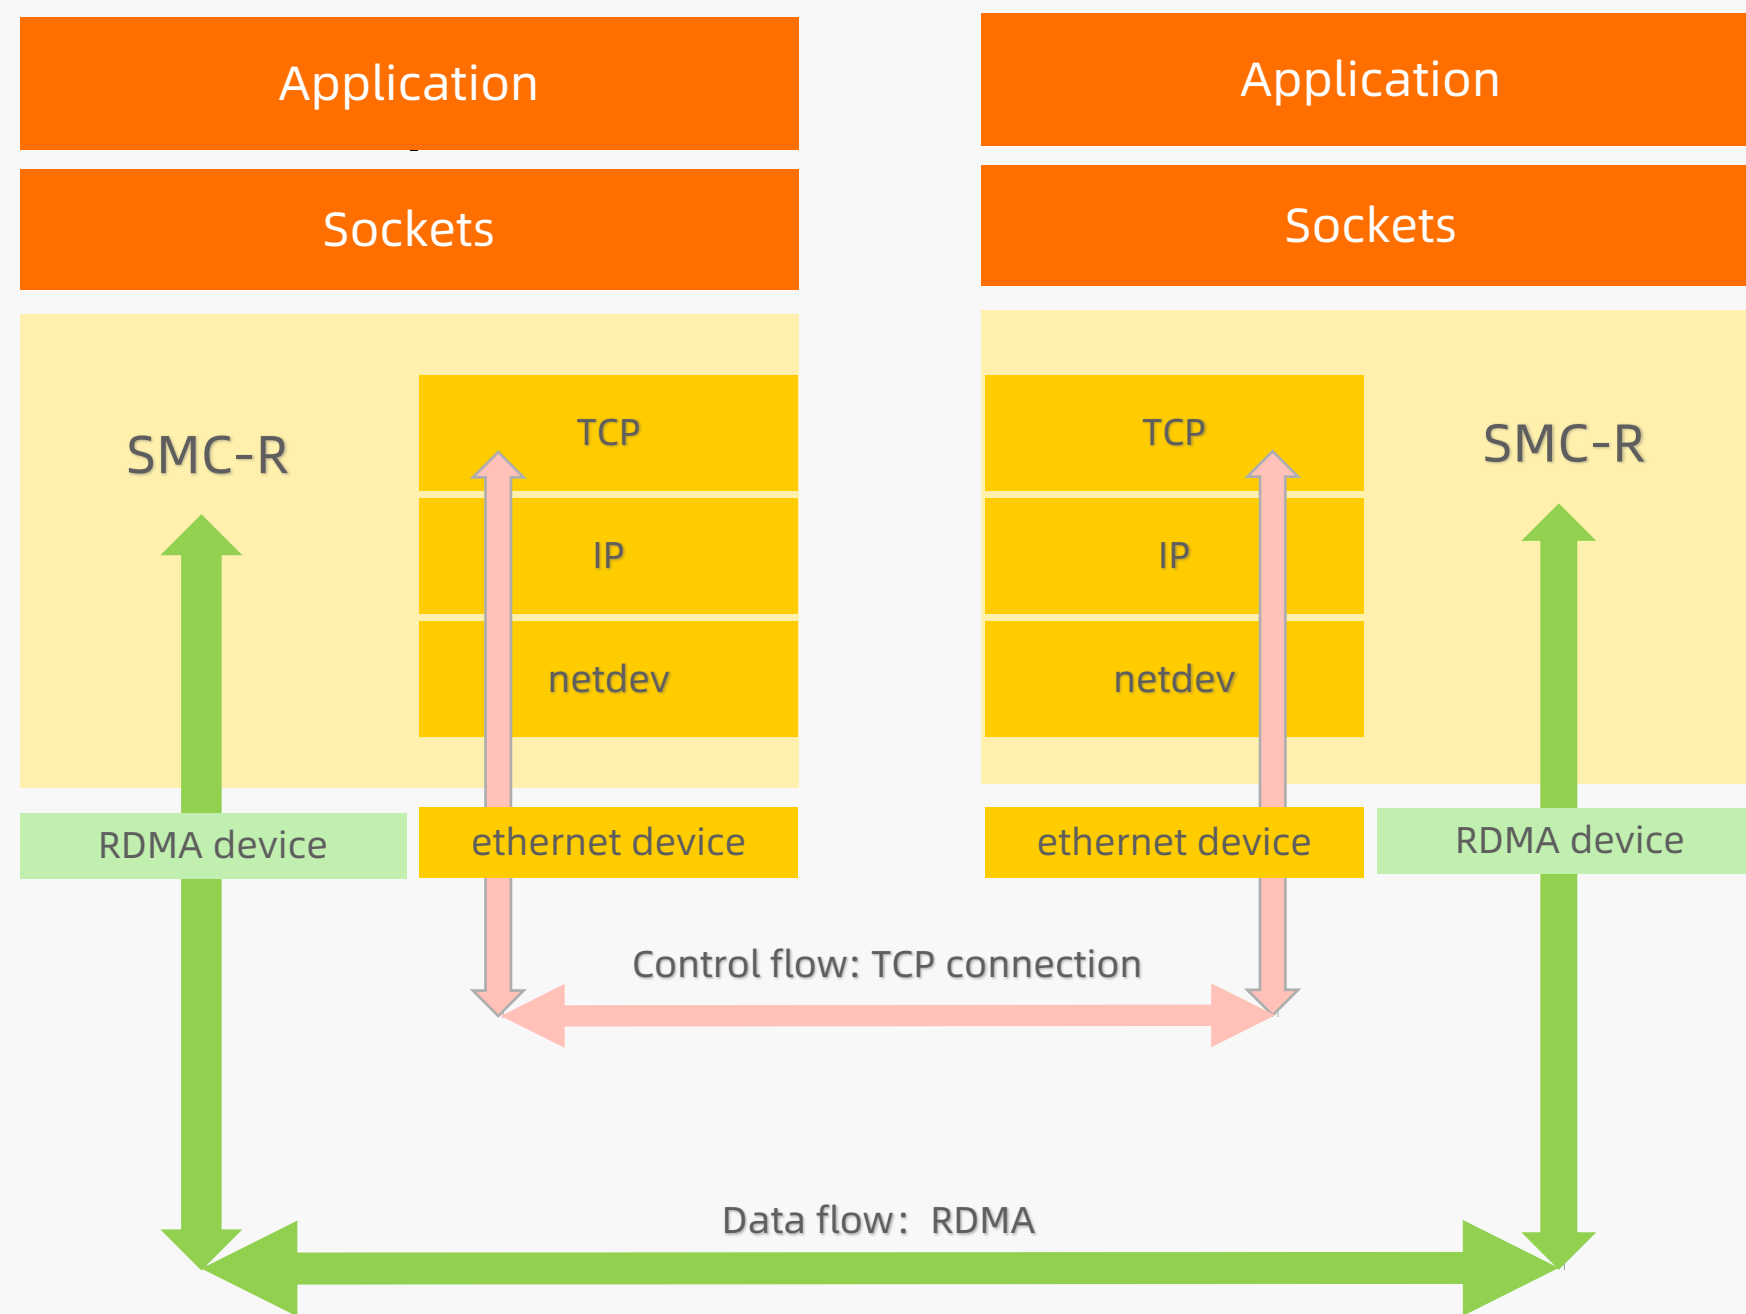 Application
Sockets
SMC-R
TCP
IP
netdev
RDMA device
ethernet device
Application
Sockets
TCP
IP
netdev
SMC-R
ethernet device
RDMA device
Control flow: TCP connection
Data flow：RDMA